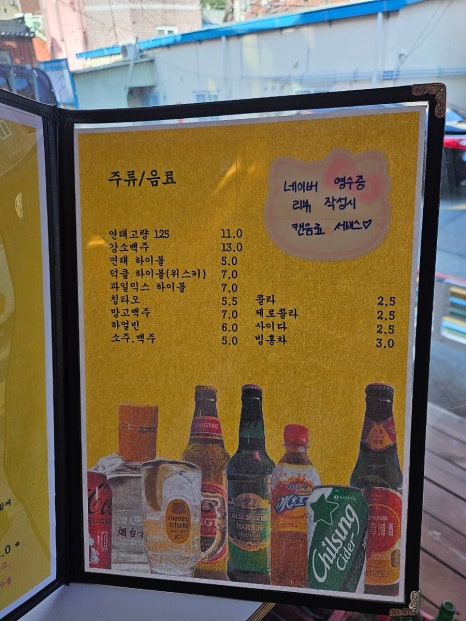 주류/음료
네이버 영수증
리뷰 작성시
캔음료 서비스♡
연태고량 125 11.0
강소백주 13.0
연태 하이볼 5.0
덕클 하이볼(위스키) 7.0
과일믹스 하이볼 7.0
칭타오 5.5
망고맥주 7.0
하얼빈 6.0
소주.맥주 5.0
콜라 2.5
제로콜라 2.5
사이다 2.5
빙홍차 3.0
HARBIN
Chilsung
Cider